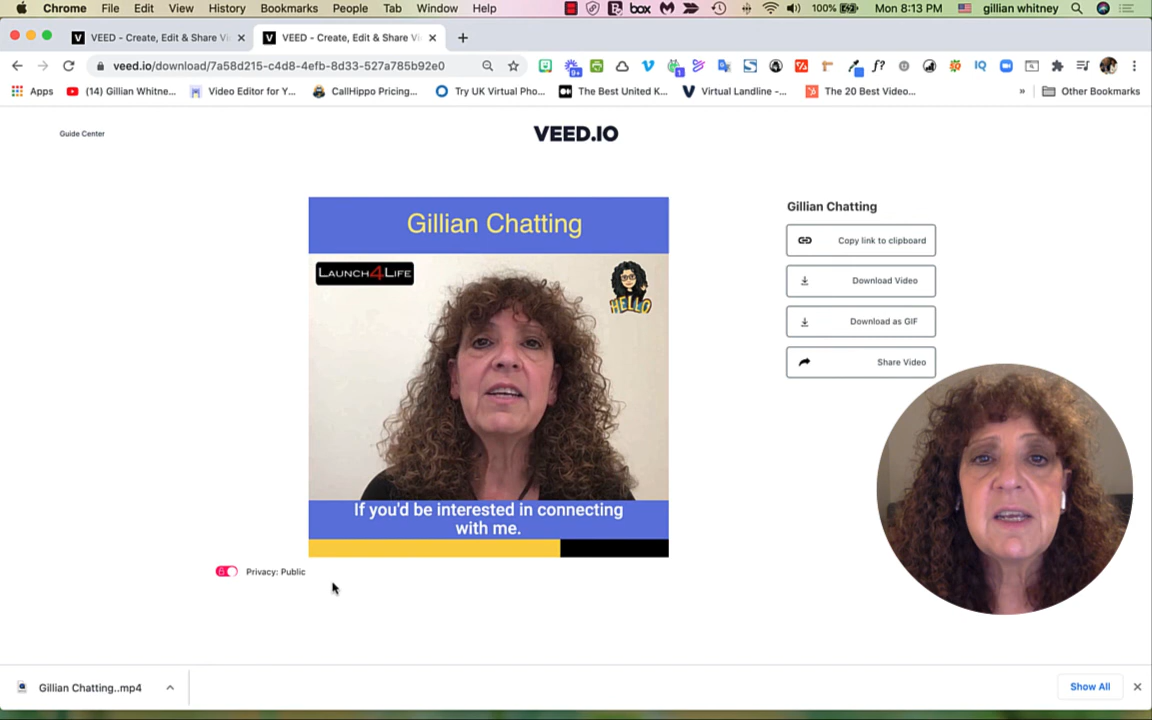 Chrome File Edit View History Bookmarks People Tab Window Help box 100% Mon 8:13 PM gillian whitney
VEED - Create, Edit & Share Vi VEED - Create, Edit & Share Vi
veed.io/download/7a58d215-c4d8-4efb-8d33-527a785b92e0 9+ 1 f? IQ
Apps (14) Gillian Whitne... Video Editor for Y... CallHippo Pricing... Try UK Virtual Pho... The Best United K... Virtual Landline -... The 20 Best Video... » Other Bookmarks
Guide Center
VEED.IO
Gillian Chatting
LAUNCH4LIFE
HELLO
If you'd be interested in connecting
with me.
Privacy: Public
Gillian Chatting
Copy link to clipboard
Download Video
Download as GIF
Share Video
Gillian Chatting..mp4
Show All